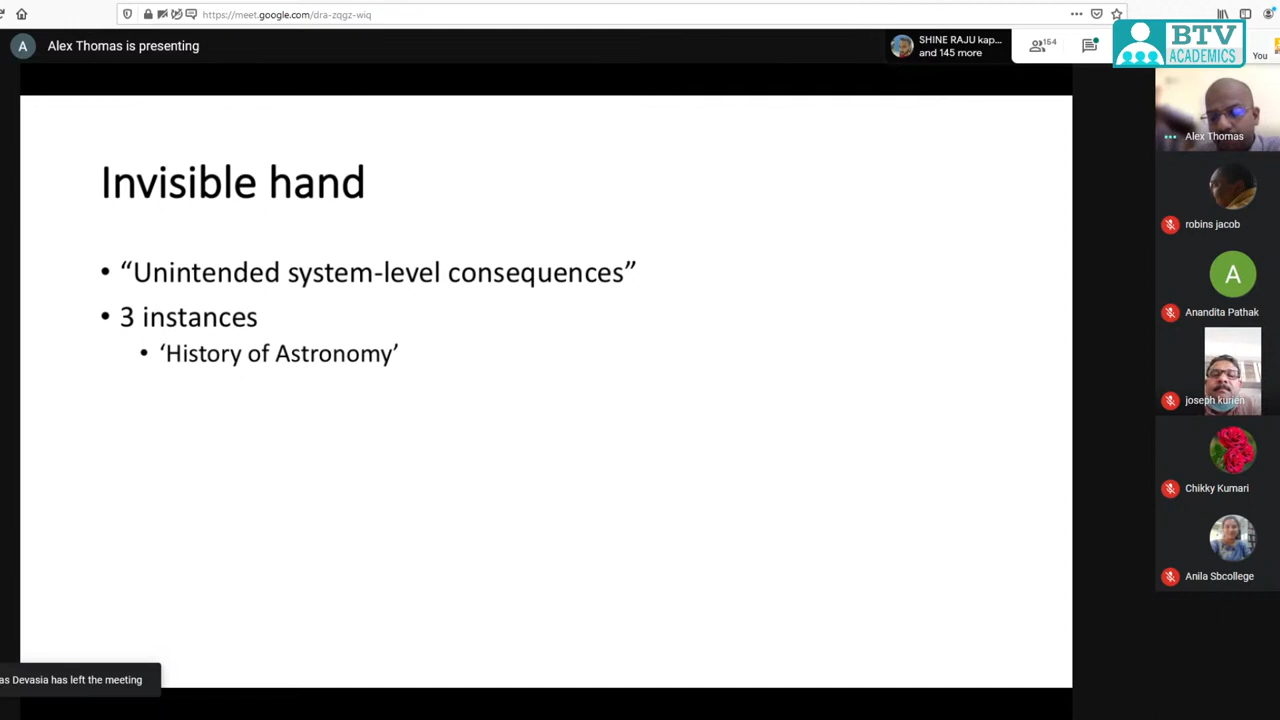 https://meet.google.com/dra-zqgz-wiq
A
Alex Thomas is presenting
SHINE RAJU kap...
and 145 more
154
BTV
ACADEMICS
You
Alex Thomas
Invisible hand
• “Unintended system-level consequences”
• 3 instances
• ‘History of Astronomy’
robins jacob
A
Anandita Pathak
joseph kurien
Chikky Kumari
Anila Sbcollege
as Devasia has left the meeting